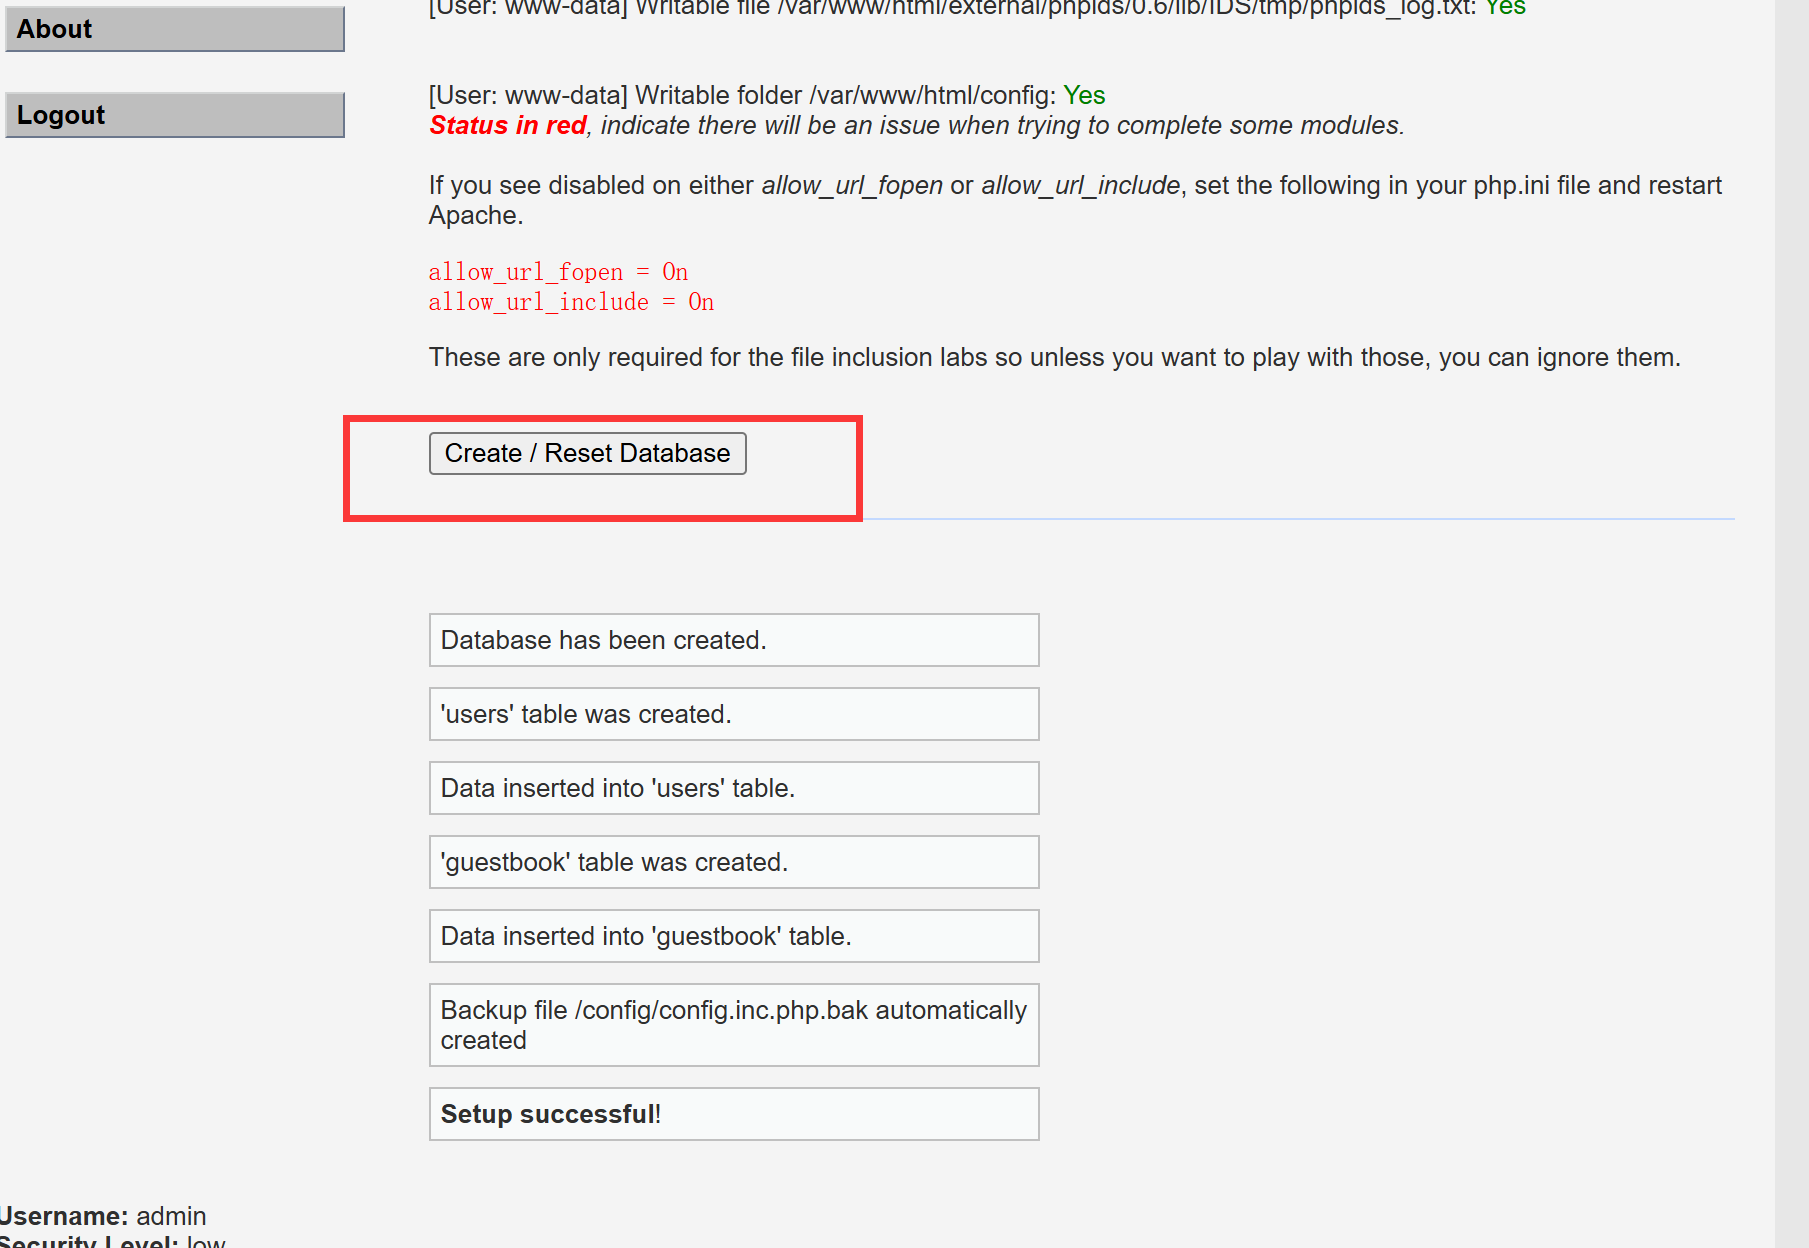 About
Logout
[User: www-data] Writable file /var/www/html/external/phpids/0.6/lib/IDS/tmp/phpids_log.txt: Yes
[User: www-data] Writable folder /var/www/html/config: Yes
Status in red, indicate there will be an issue when trying to complete some modules.
If you see disabled on either allow_url_fopen or allow_url_include, set the following in your php.ini file and restart
Apache.
allow_url_fopen = On
allow_url_include = On
These are only required for the file inclusion labs so unless you want to play with those, you can ignore them.
Create / Reset Database
Database has been created.
'users' table was created.
Data inserted into 'users' table.
'guestbook' table was created.
Data inserted into 'guestbook' table.
Backup file /config/config.inc.php.bak automatically
created
Setup successful!
Username: admin
Security Level: low